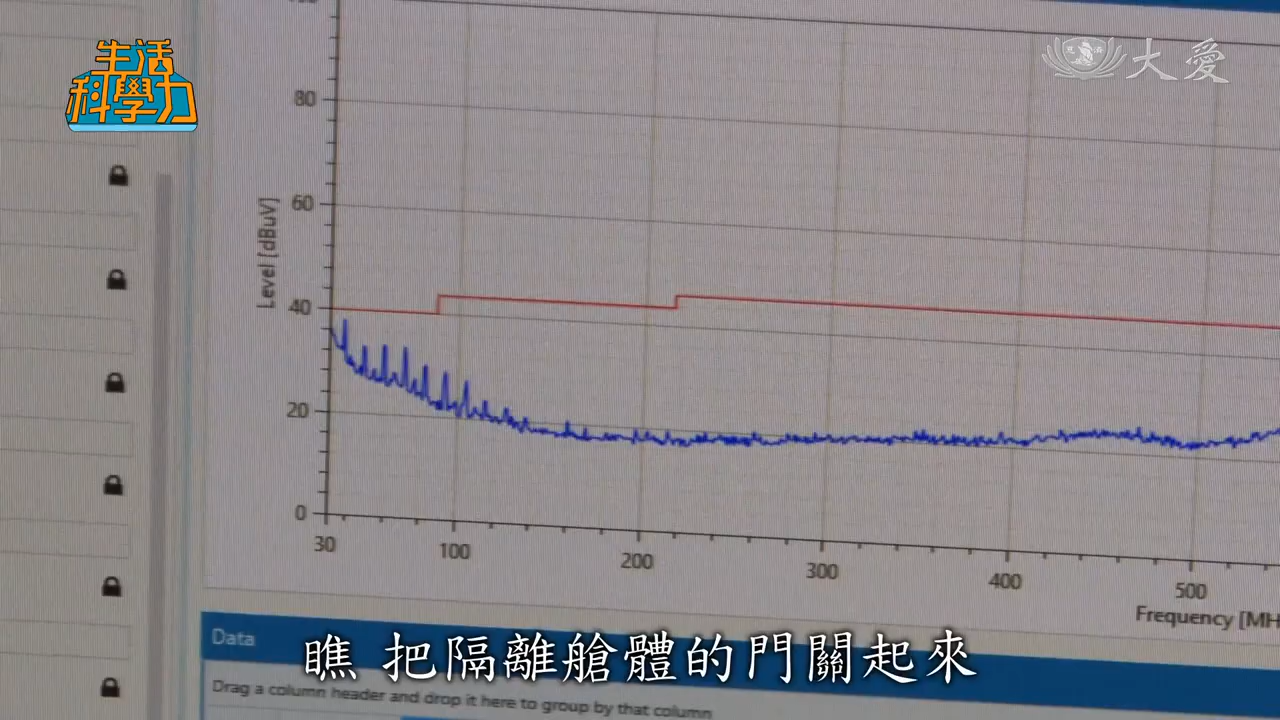 生活
科學力
大愛
80
60
40
20
0
Level [dBuV]
30
100
200
300
400
500
Frequency [MH
Data
Drag a column header and drop it here to group by that column
瞧 把隔離艙體的門關起來